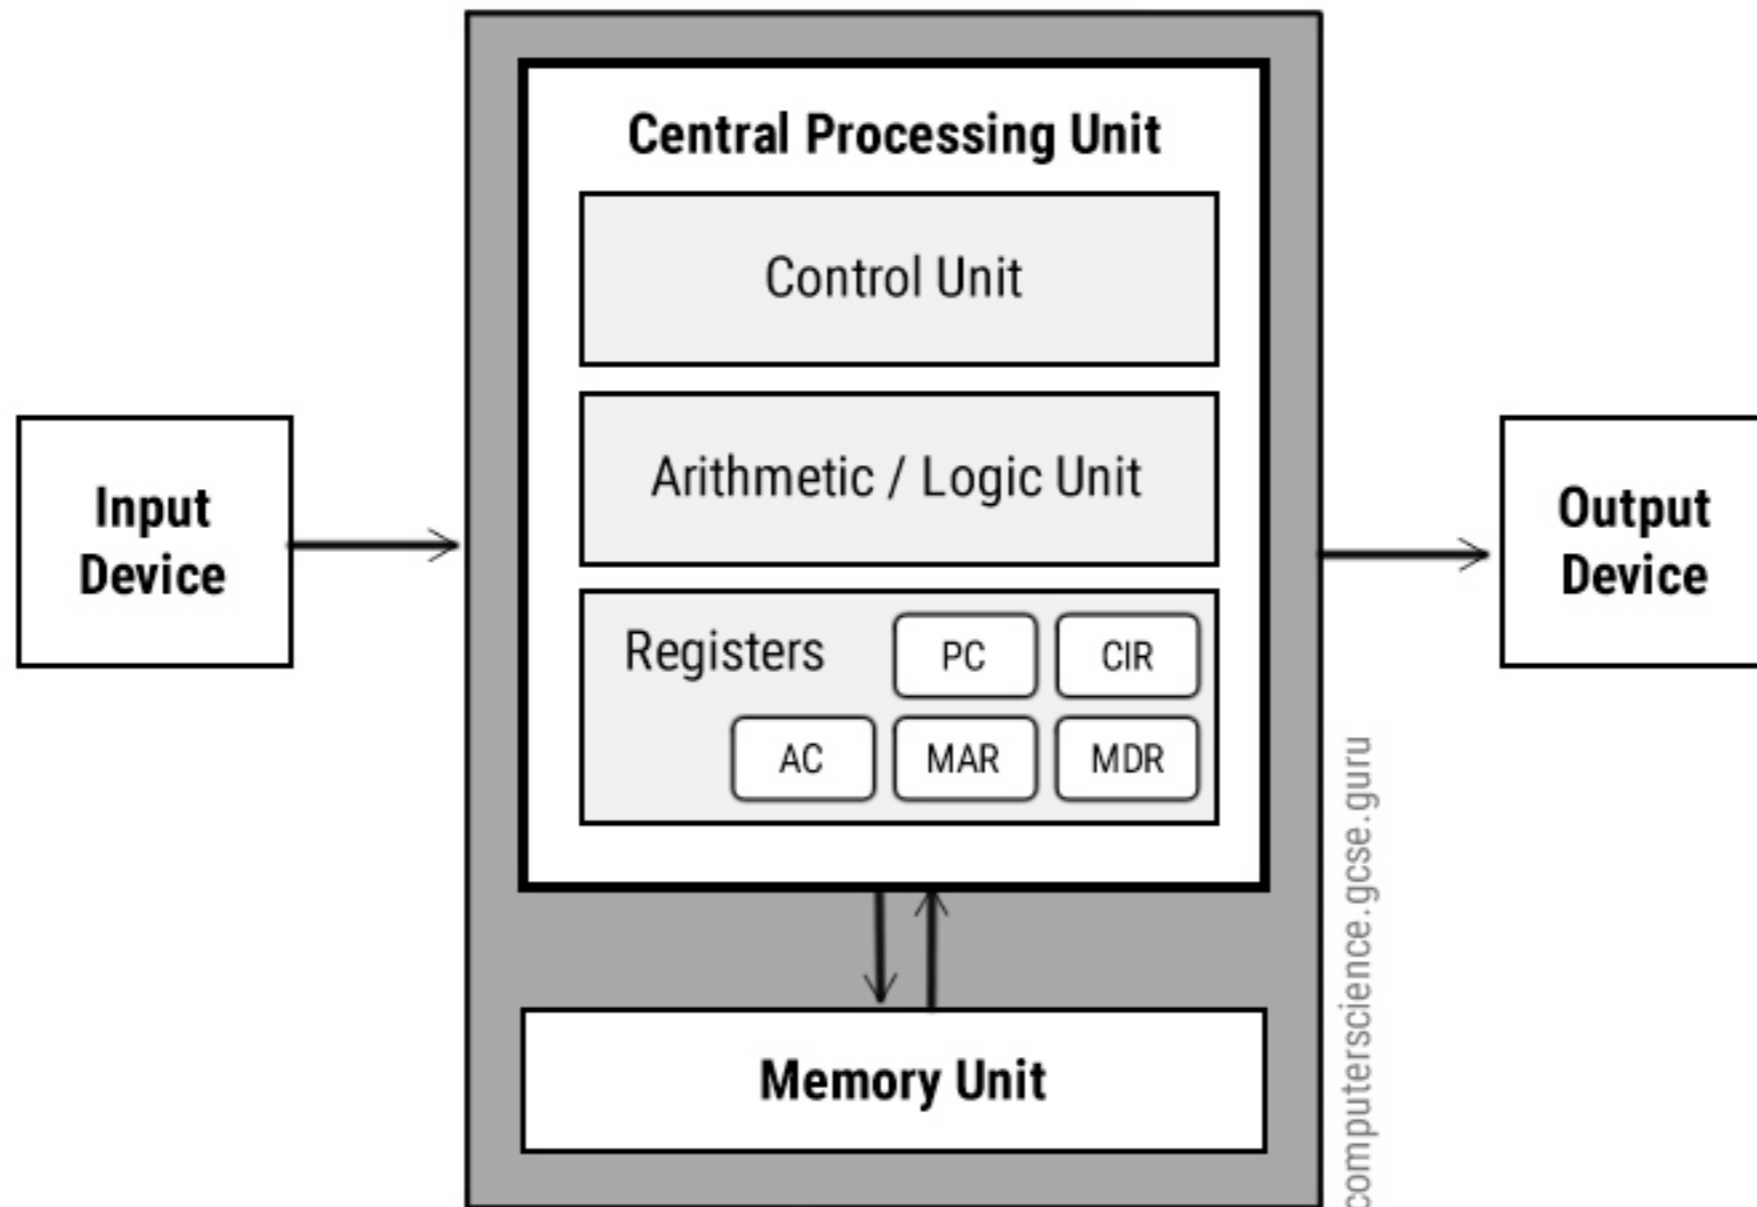 Central Processing Unit
Control Unit
Arithmetic / Logic Unit
Input
Device
Output
Device
Registers
PC
CIR
AC
MAR
MDR
Memory Unit
computerscience.gcse.guru